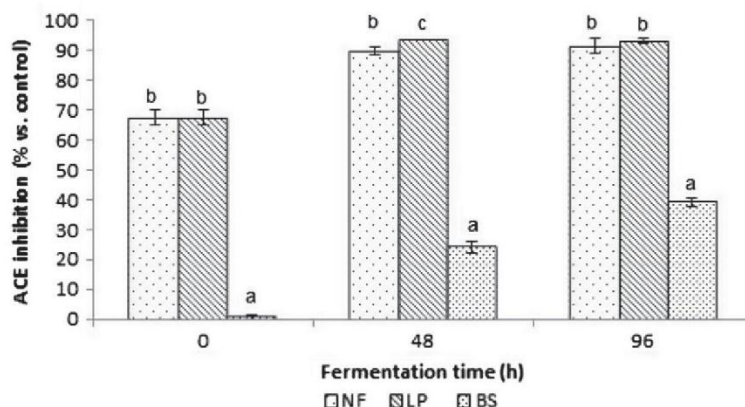 ACE inhibition (% vs. control)
100
90
80
70
60
50
40
30
20
10
0
b b a
b c a
b b a
0 48 96
Fermentation time (h)
NF LP BS